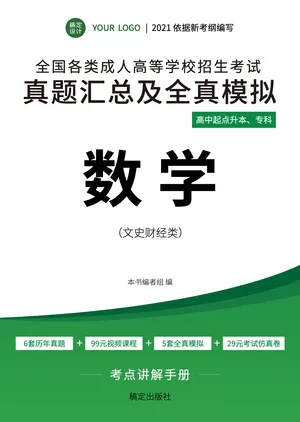 稿定设计 YOUR LOGO | 2021 依据新考纲编写
全国各类成人高等学校招生考试
真题汇总及全真模拟
高中起点升本、专科
数学
（文史财经类）
本书编者组 编
6套历年真题 + 99元视频课程 + 5套全真模拟 + 29元考试仿真卷
考点讲解手册
稿定出版社